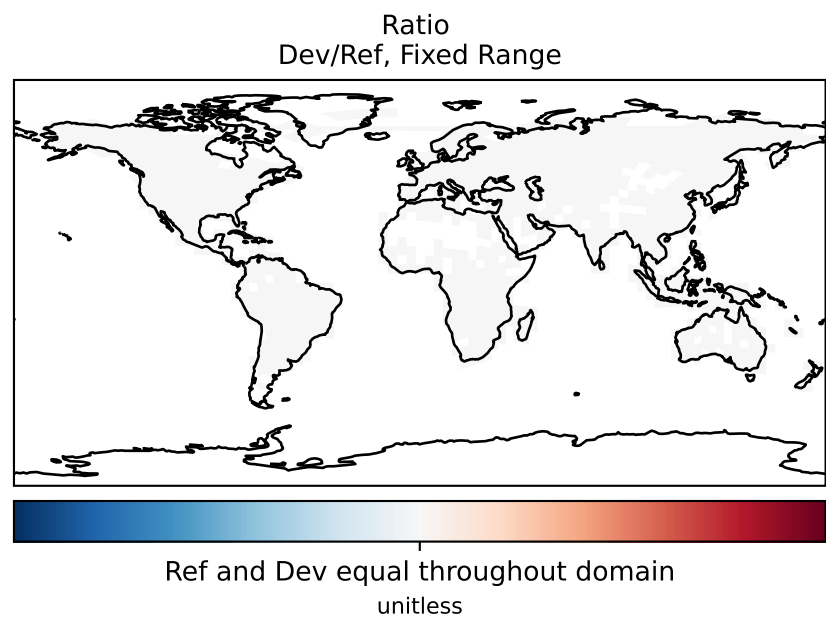 Ratio
Dev/Ref, Fixed Range
Ref and Dev equal throughout domain
unitless